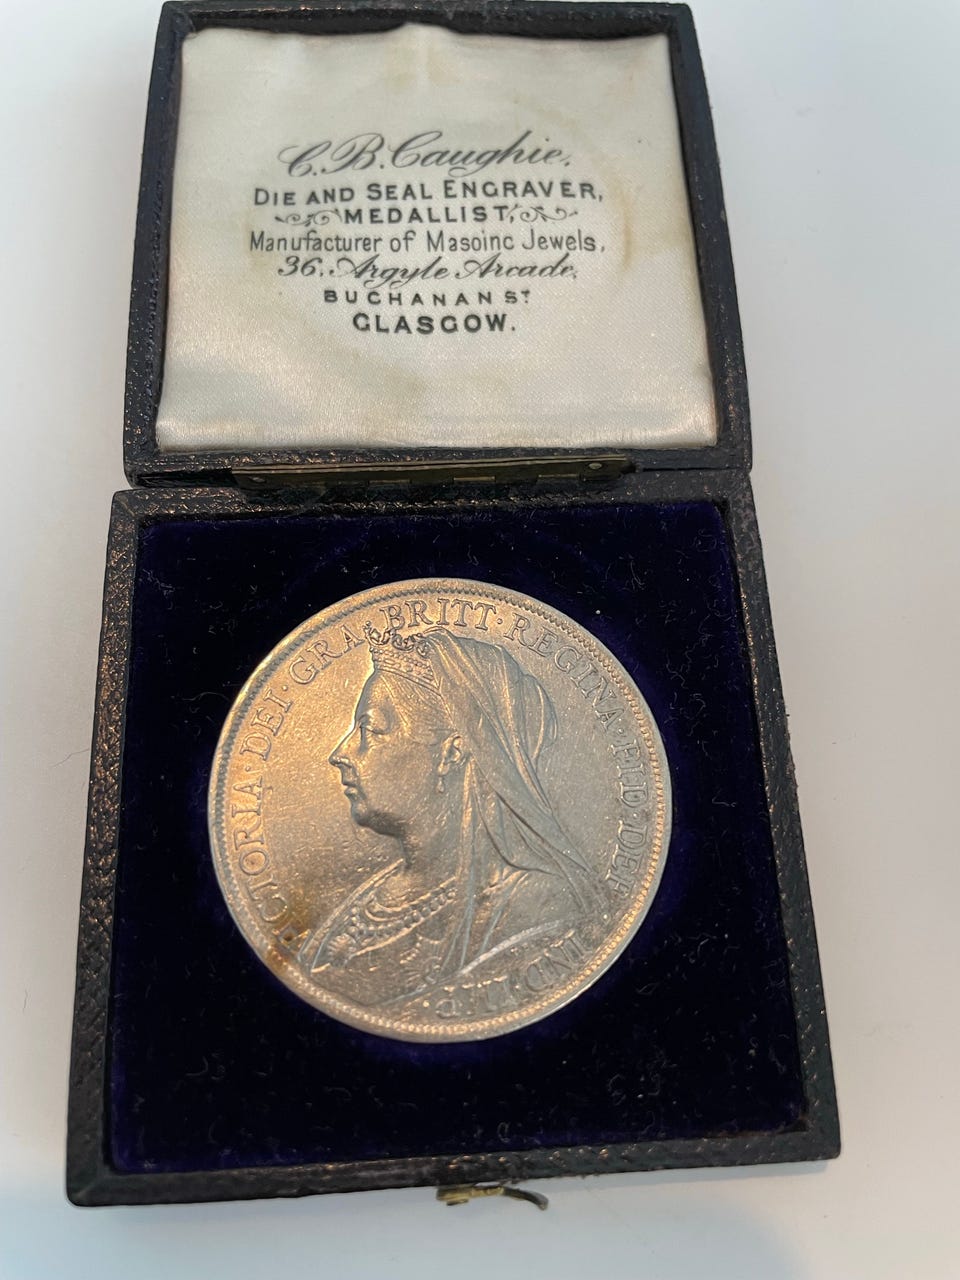 C.B. Caughie,
DIE AND SEAL ENGRAVER,
MEDALLIST,
Manufacturer of Masoinc Jewels,
36, Argyle Arcade,
BUCHANAN ST
GLASGOW.
VICTORIA·DEI·GRA·BRITT·REGINA·FID·DEF·
IND·IMP·